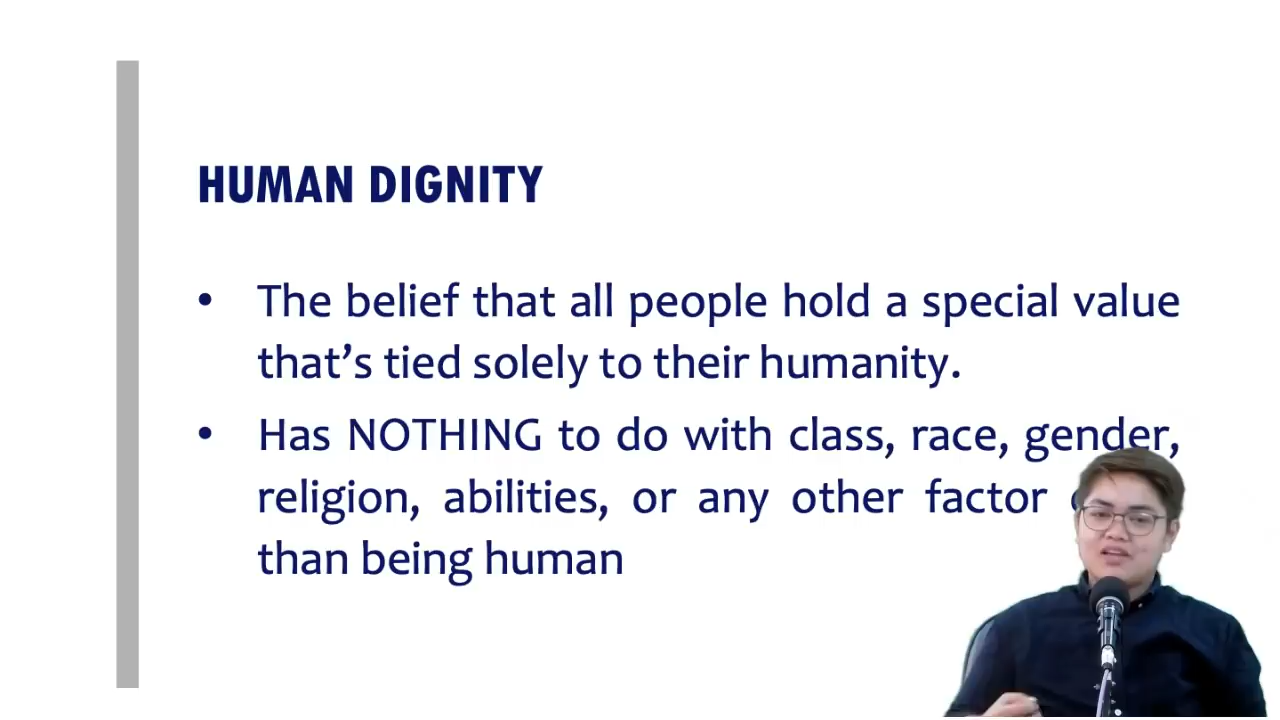 HUMAN DIGNITY
• The belief that all people hold a special value
that’s tied solely to their humanity.
• Has NOTHING to do with class, race, gender,
religion, abilities, or any other factor
than being human